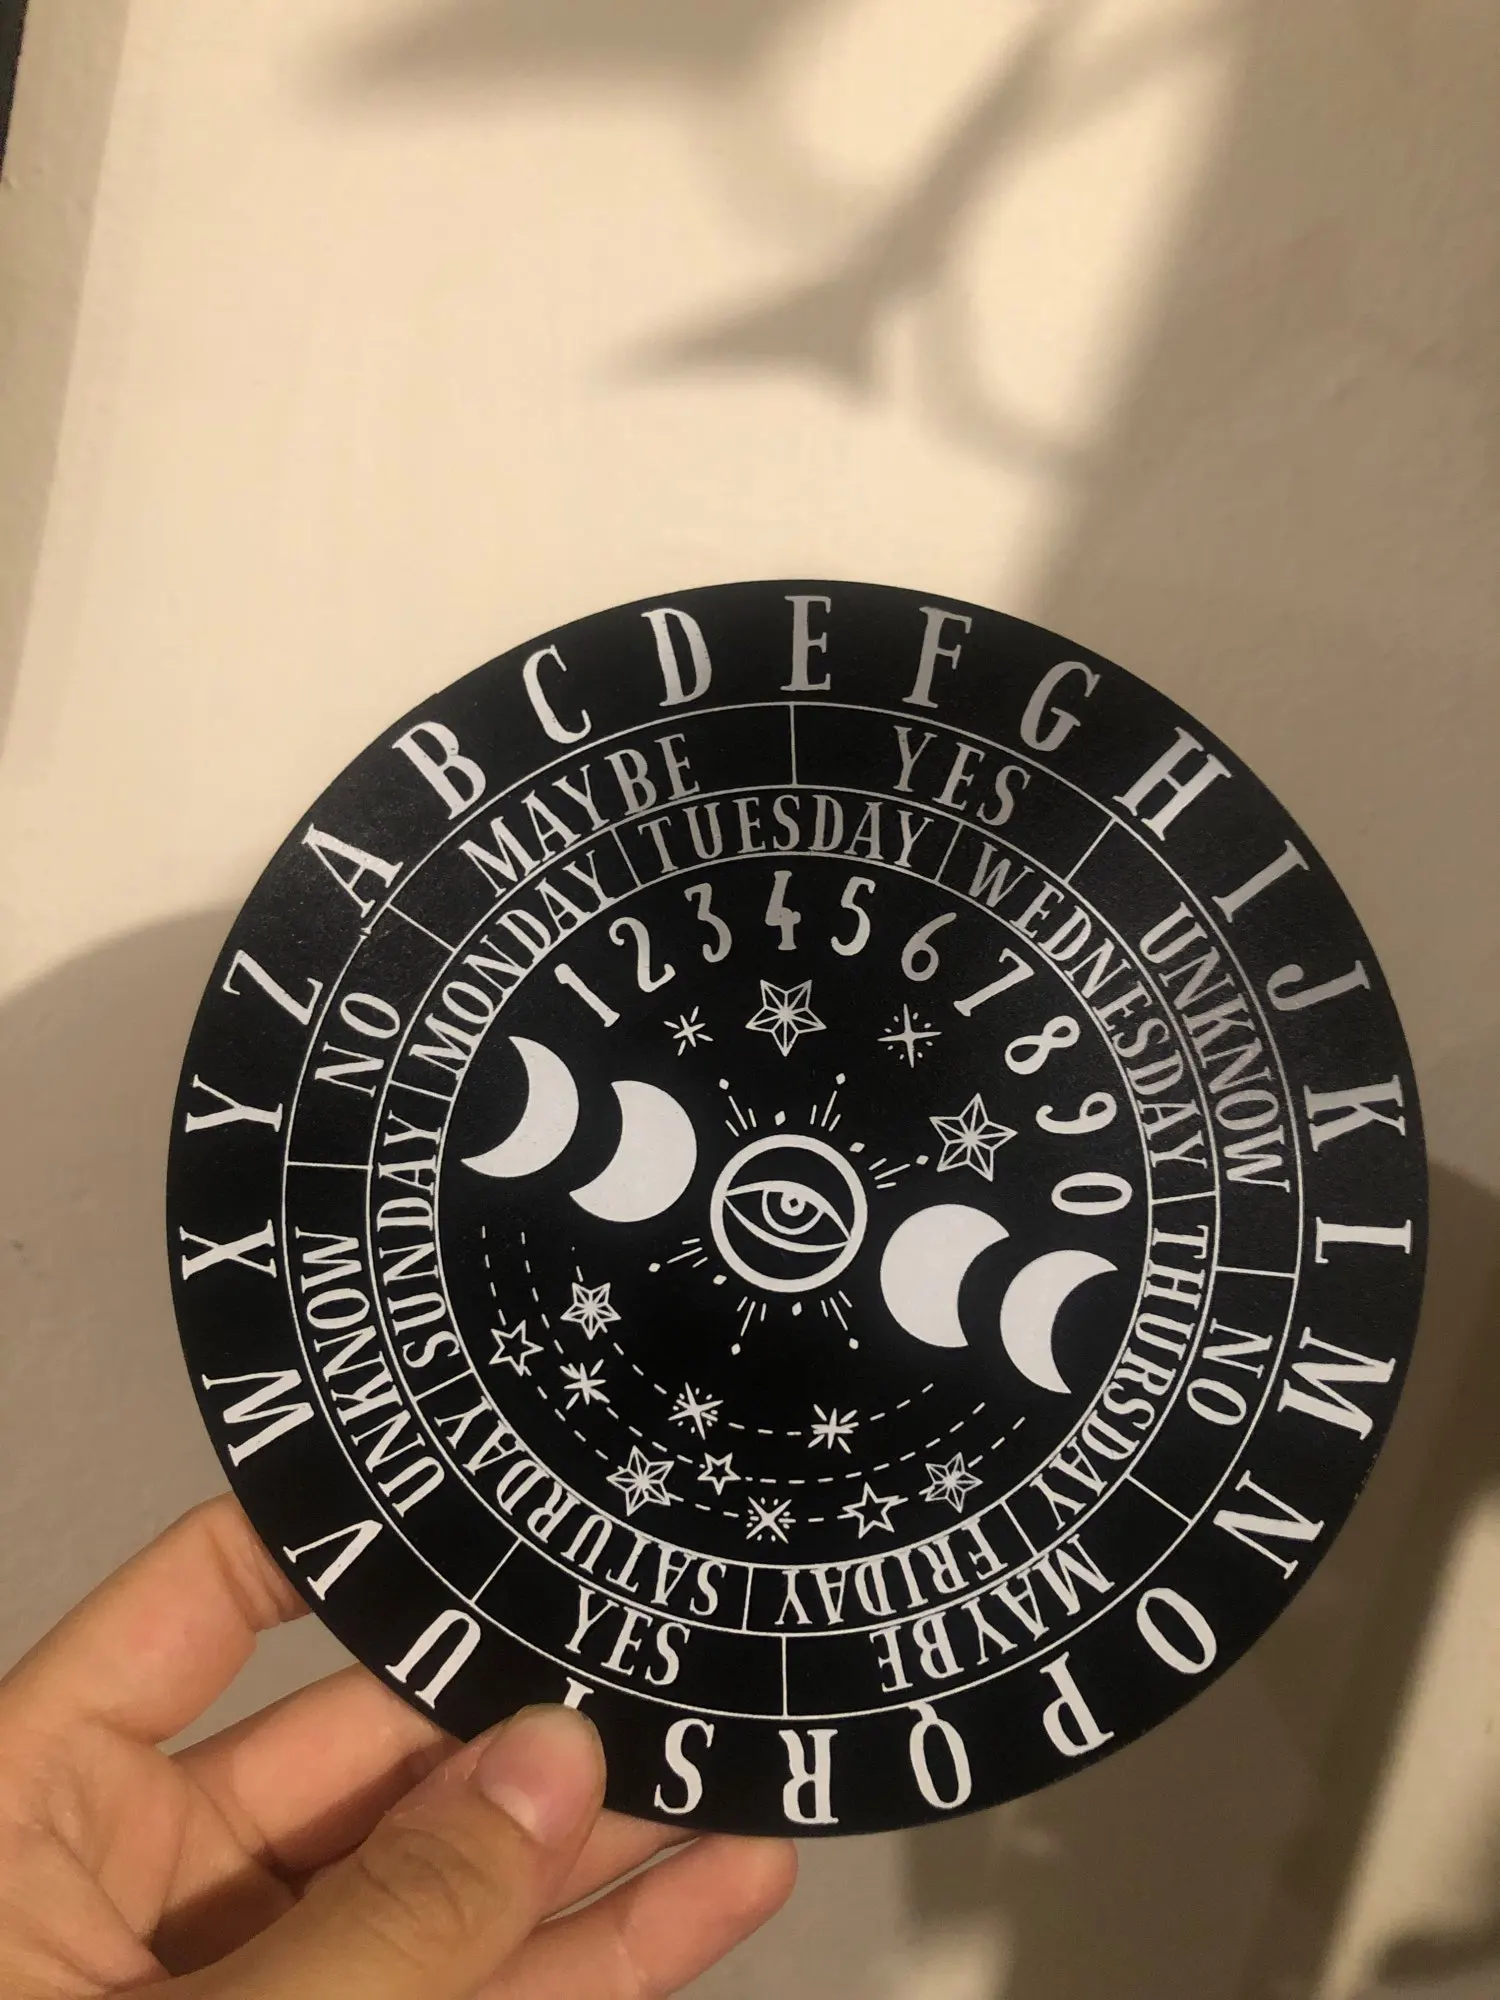 A B C D E F G H I J K L M N O P Q R S U V W X Y Z
MAYBE YES UNKNOW NO MAYBE YES UNKNOW NO
MONDAY TUESDAY WEDNESDAY THURSDAY FRIDAY SATURDAY SUNDAY
1 2 3 4 5 6 7 8 9 0